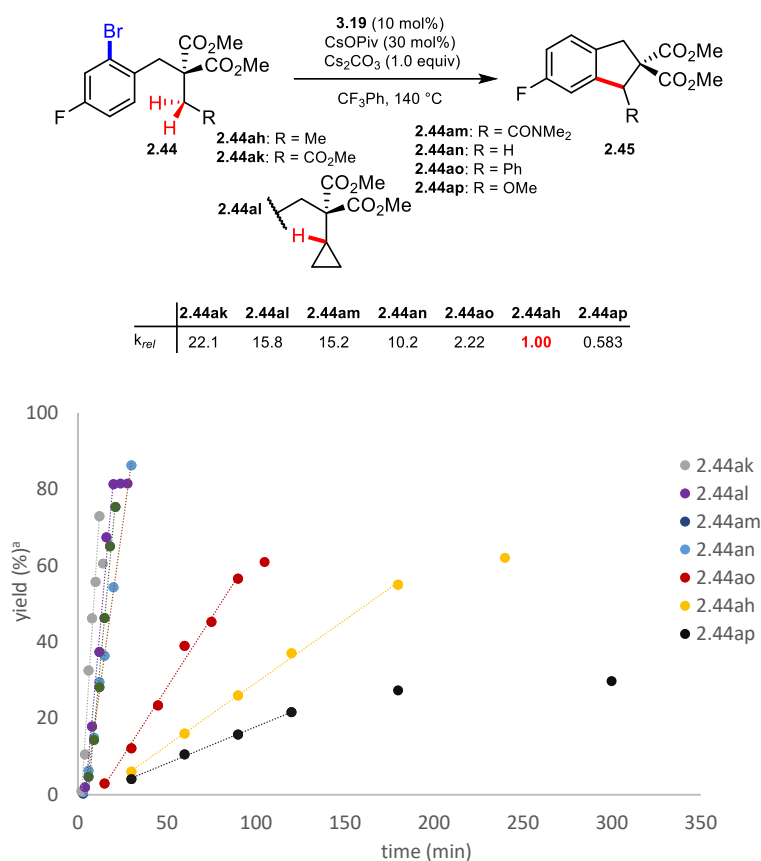 Br
COOMe
COOMe
F
H
H
R
2.44
3.19 (10 mol%)
CsOPiv (30 mol%)
Cs2CO3 (1.0 equiv)
CF3Ph, 140 °C
F
CO2Me
CO2Me
R
2.45
2.44ah: R = Me
2.44ak: R = CO2Me
2.44am: R = CONMe2
2.44an: R = H
2.44ao: R = Ph
2.44ap: R = OMe
2.44al
CO2Me
CO2Me
H
2.44ak 2.44al 2.44am 2.44an 2.44ao 2.44ah 2.44ap
krel 22.1 15.8 15.2 10.2 2.22 1.00 0.583
100
80
60
40
20
0
yield (%)a
0 50 100 150 200 250 300 350
time (min)
2.44ak
2.44al
2.44am
2.44an
2.44ao
2.44ah
2.44ap